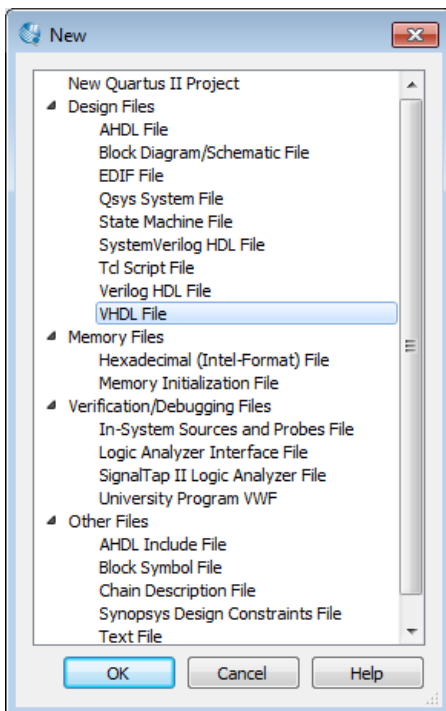 New
New Quartus II Project
Design Files
AHDL File
Block Diagram/Schematic File
EDIF File
Qsys System File
State Machine File
SystemVerilog HDL File
Tcl Script File
Verilog HDL File
VHDL File
Memory Files
Hexadecimal (Intel-Format) File
Memory Initialization File
Verification/Debugging Files
In-System Sources and Probes File
Logic Analyzer Interface File
SignalTap II Logic Analyzer File
University Program VWF
Other Files
AHDL Include File
Block Symbol File
Chain Description File
Synopsys Design Constraints File
Text File
OK Cancel Help